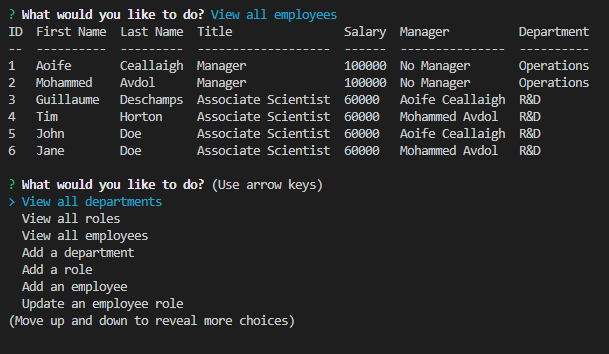 ? What would you like to do? View all employees
ID  First Name  Last Name  Title                Salary  Manager          Department
--  ----------  ---------  -------------------  ------  ---------------  ----------
1   Aoife       Ceallaigh  Manager              100000  No Manager       Operations
2   Mohammed    Avdol      Manager              100000  No Manager       Operations
3   Guillaume   Deschamps  Associate Scientist  60000   Aoife Ceallaigh  R&D
4   Tim         Horton     Associate Scientist  60000   Mohammed Avdol   R&D
5   John        Doe        Associate Scientist  60000   Aoife Ceallaigh  R&D
6   Jane        Doe        Associate Scientist  60000   Mohammed Avdol   R&D
? What would you like to do? (Use arrow keys)
> View all departments
  View all roles
  View all employees
  Add a department
  Add a role
  Add an employee
  Update an employee role
(Move up and down to reveal more choices)